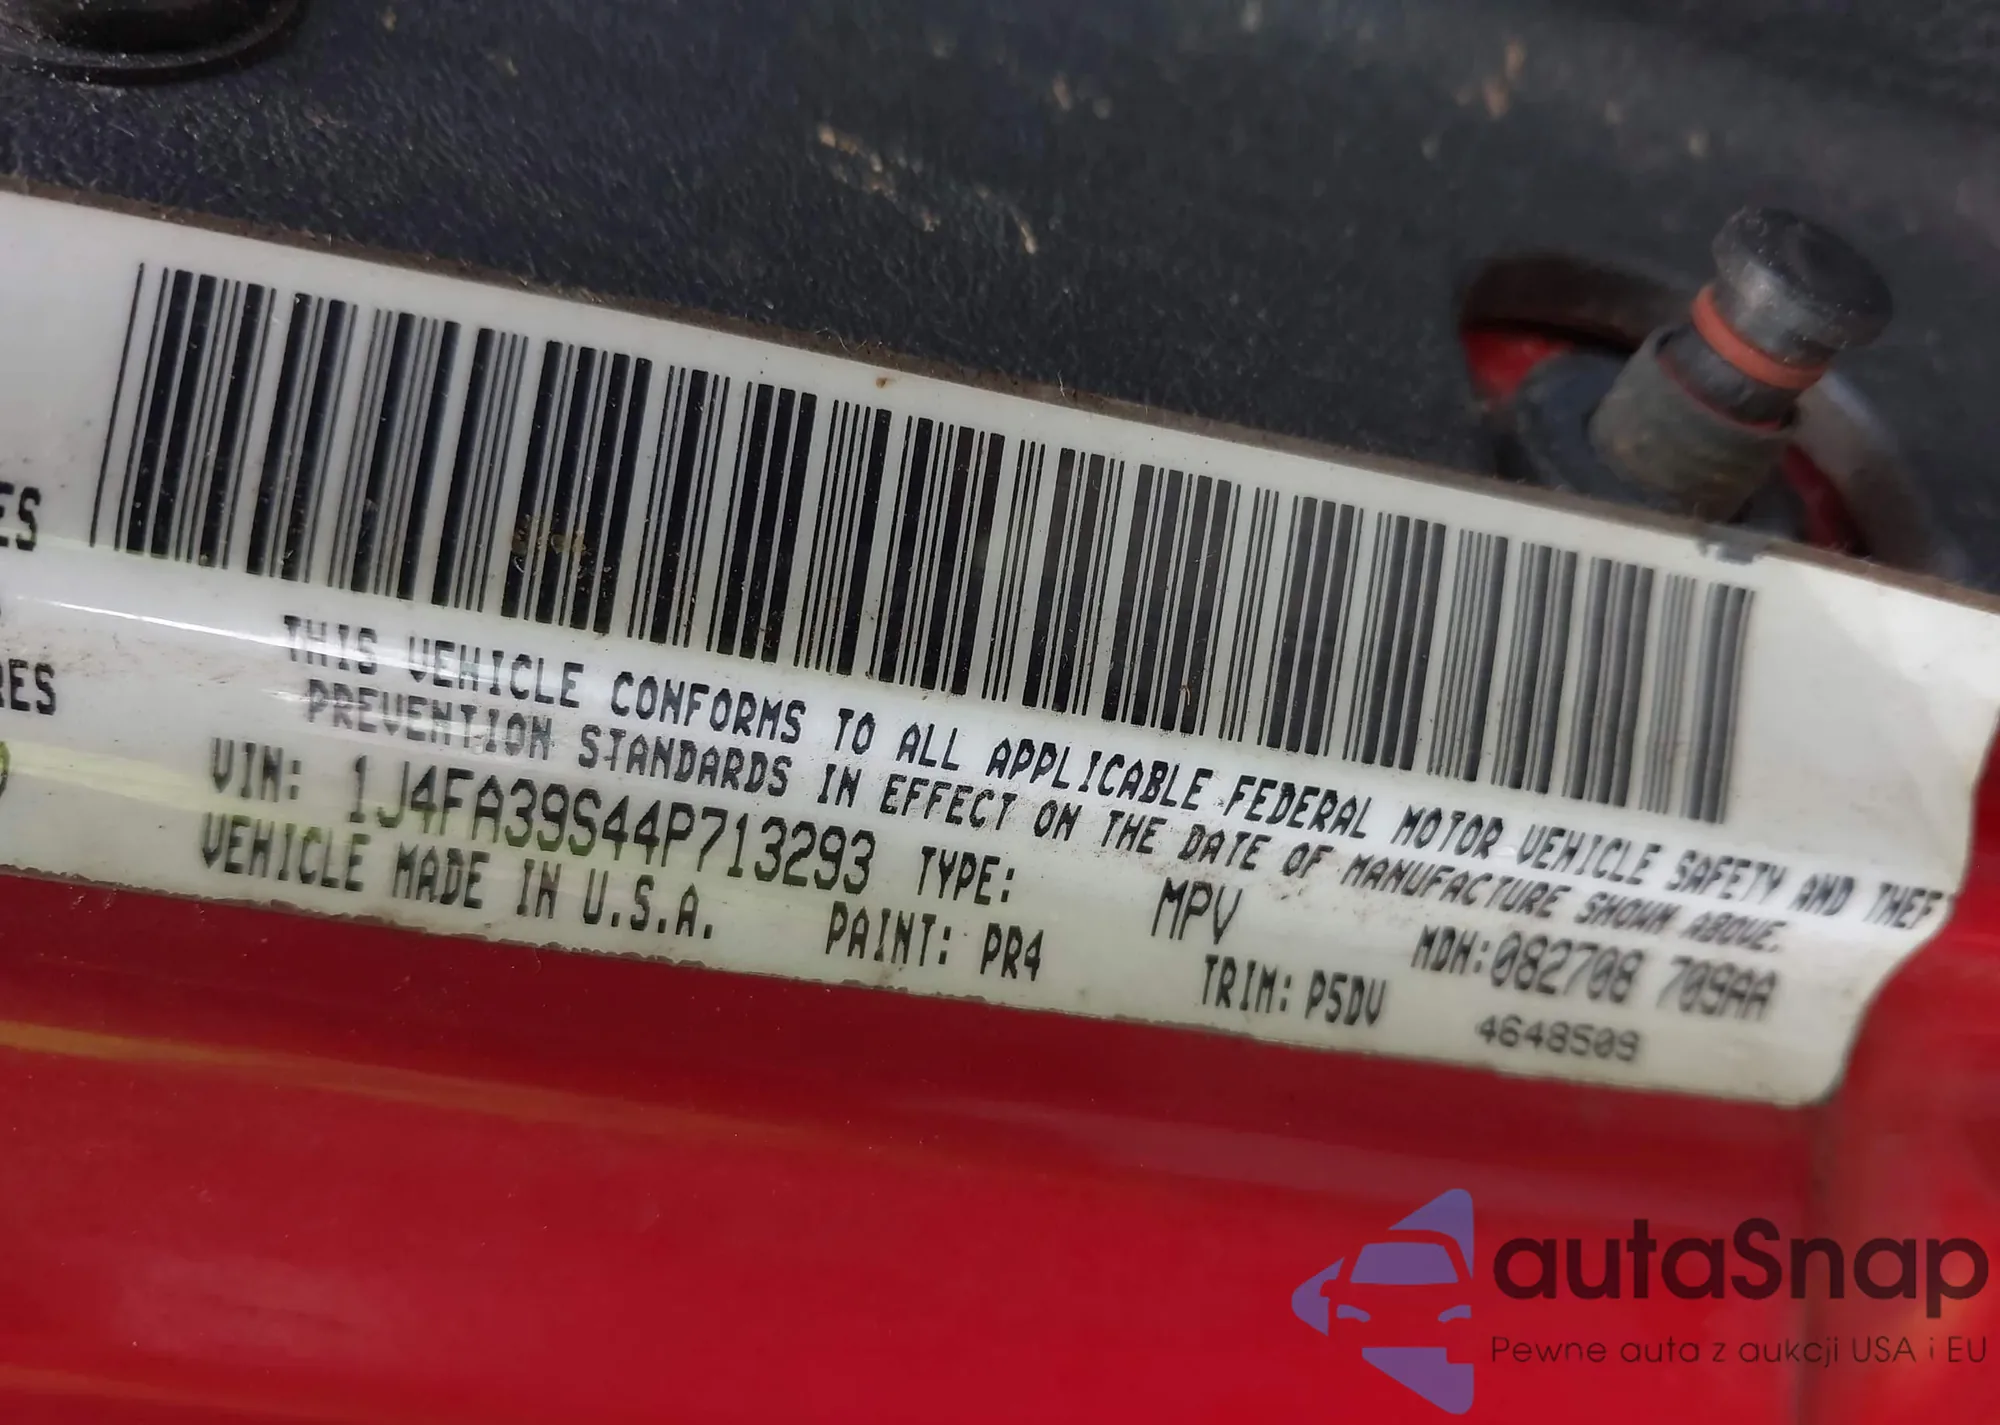 ES
RES
THIS VEHICLE CONFORMS TO ALL APPLICABLE FEDERAL MOTOR VEHICLE SAFETY AND THEF
PREVENTION STANDARDS IN EFFECT ON THE DATE OF MANUFACTURE SHOWN ABOVE.
VIN: 1J4FA39S44P713293 TYPE: MPV MDH:082708 709AA
VEHICLE MADE IN U.S.A. PAINT: PR4 TRIM: P5DV 4648509
autaSnap
Pewne auta z aukcji USA i EU